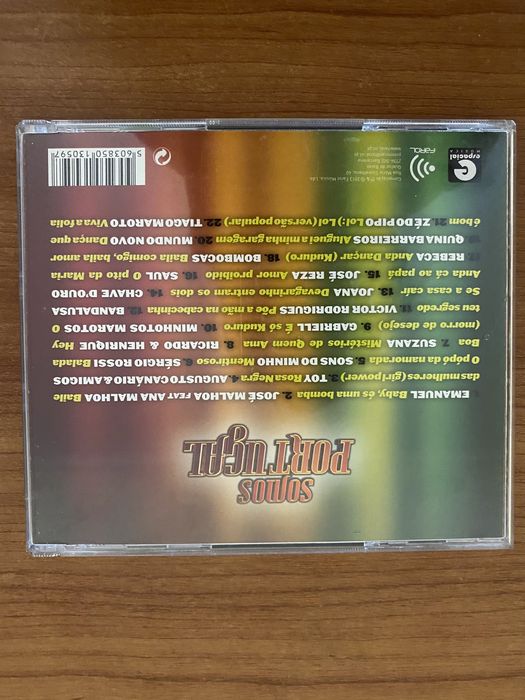 SOMOS
PORTUGAL
1. EMANUEL Baby, és uma bomba 2. JOSÉ MALHOA FEAT ANA MALHOA Baile
das mulheres (girl power) 3. TOY Rosa Negra 4. AUGUSTO CANÁRIO & AMIGOS
O popó da namorada 5. SONS DO MINHO Mentiroso 6. SÉRGIO ROSSI Balada
Boa 7. SUZANA Mistérios 8. RICARDO & HENRIQUE Hey
(morro de desejo) 9. GABRIELL É só Kuduro 10. MINHOTOS MAROTOS O
teu segredo 11. VICTOR RODRIGUES Põe a mão na cabecinha 12. BANDALUSA
Se a casa cair 13. JOANA Devagarinho entram os dois 14. CHAVE D'OURO
Anda cá ao papá 15. JOSÉ REZA Amor proibido 16. SAUL O pito da Maria
17. REBECA Anda Dançar (Kuduro) 18. BOMBOCAS Baila comigo, baila amor
19. QUINA BARREIROS Aluguei a minha garagem 20. MUNDO NOVO Dança que
é bom 21. ZÉ DO PIPO Lol ;) Lol (versão popular) 22. TIAGO MAROTO Viva a folia
espacial
MÚSICA
FAROL
5 603850 130597